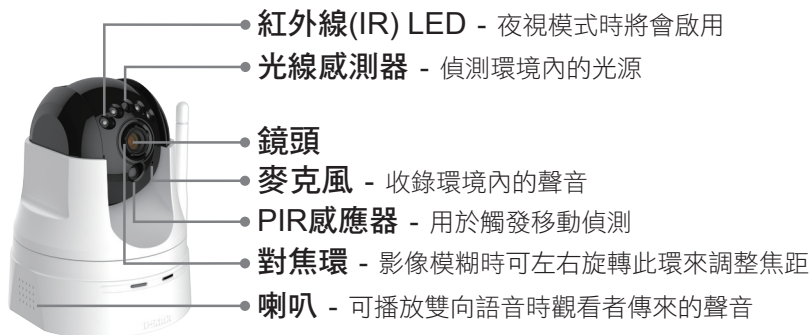 紅外線(IR) LED - 夜視模式時將會啟用
光線感測器 - 偵測環境內的光源
鏡頭
麥克風 - 收錄環境內的聲音
PIR感應器 - 用於觸發移動偵測
對焦環 - 影像模糊時可左右旋轉此環來調整焦距
喇叭 - 可播放雙向語音時觀看者傳來的聲音
D-Link